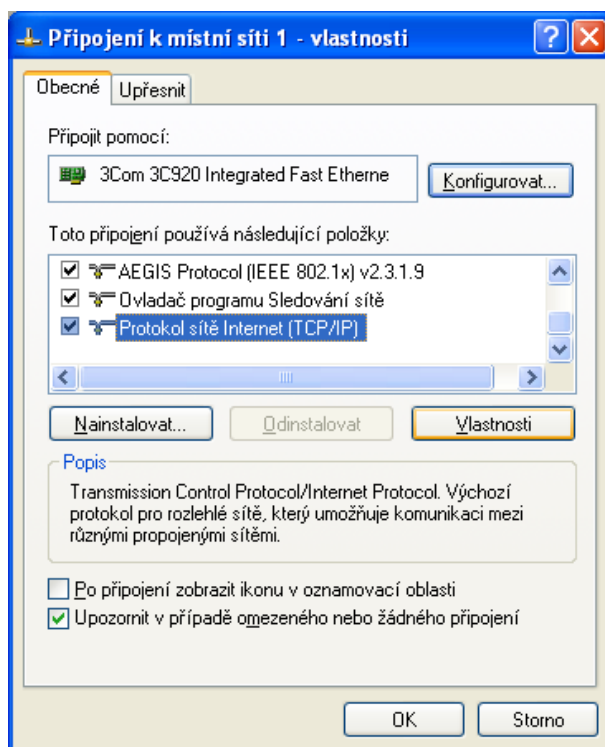 Připojení k místní síti 1 - vlastnosti
Obecné
Upřesnit
Připojit pomocí:
3Com 3C920 Integrated Fast Etherne
Konfigurovat...
Toto připojení používá následující položky:
AEGIS Protocol (IEEE 802.1x) v2.3.1.9
Ovladač programu Sledování sítě
Protokol sítě Internet (TCP/IP)
Nainstalovat...
Odinstalovat
Vlastnosti
Popis
Transmission Control Protocol/Internet Protocol. Výchozí
protokol pro rozlehlé sítě, který umožňuje komunikaci mezi
různými propojenými sítěmi.
Po připojení zobrazit ikonu v oznamovací oblasti
Upozornit v případě omezeného nebo žádného připojení
OK
Storno